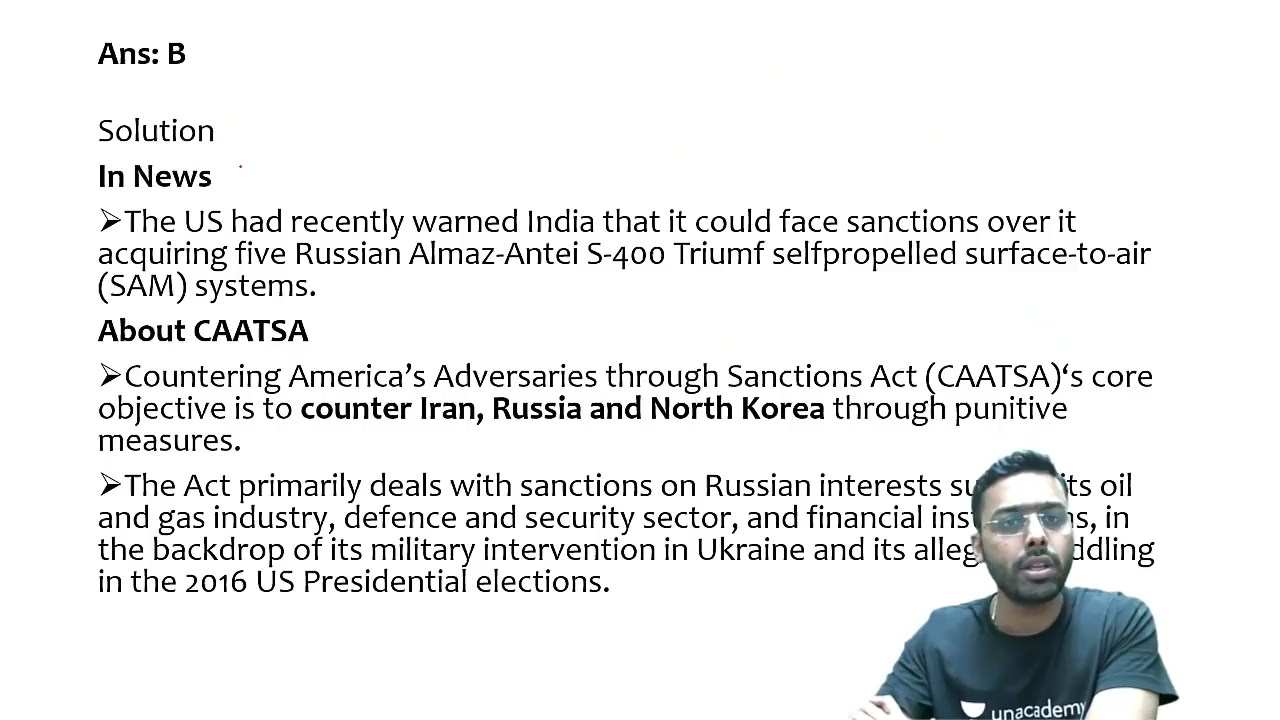 Ans: B
Solution
In News
➢The US had recently warned India that it could face sanctions over it
acquiring five Russian Almaz-Antei S-400 Triumf selfpropelled surface-to-air
(SAM) systems.
About CAATSA
➢Countering America’s Adversaries through Sanctions Act (CAATSA)‘s core
objective is to counter Iran, Russia and North Korea through punitive
measures.
➢The Act primarily deals with sanctions on Russian interests its oil
and gas industry, defence and security sector, and financial in
the backdrop of its military intervention in Ukraine and its
in the 2016 US Presidential elections.
unacademy